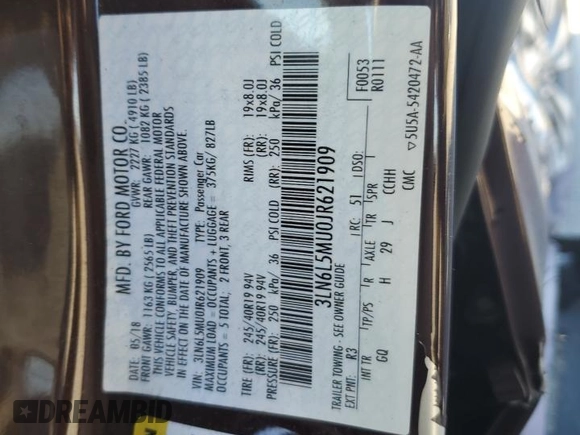 MFD. BY FORD MOTOR CO.
DATE: 05/18 GVWR: 2227 KG ( 4910 LB)
FRONT GAWR: 1163 KG ( 2565 LB) REAR GAWR: 1082 KG ( 2385 LB)
THIS VEHICLE CONFORMS TO ALL APPLICABLE FEDERAL MOTOR
VEHICLE SAFETY, BUMPER, AND THEFT PREVENTION STANDARDS
IN EFFECT ON THE DATE OF MANUFACTURE SHOWN ABOVE.
VIN: 3LN6L5MU0JR621909 TYPE: Passenger Car
MAXIMUM LOAD = OCCUPANTS + LUGGAGE = 375KG/ 827LB
OCCUPANTS = 5 TOTAL; 2 FRONT, 3 REAR
TIRE (FR): 245/40R19 94V RIMS (FR): 19x8.0J
(RR): 245/40R19 94V (RR): 19x8.0J
PRESSURE (FR): 250 kPa/ 36 PSI COLD (RR): 250 kPa/ 36 PSI COLD
3LN6L5MU0JR621909
TRAILER TOWING - SEE OWNER GUIDE
F0053
R0111
EXT PNT: R3 RC: 51 DSO:
INT TR TP/PS R AXLE TR SPR
GQ H 29 J CCHH
CMC
▽5U5A-5420472-AA
DREAMBID